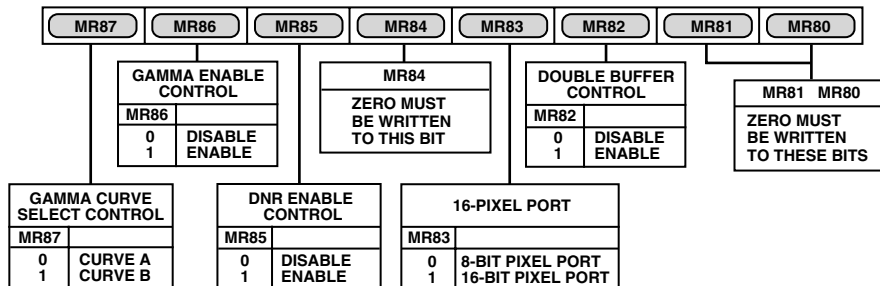 MR87 MR86 MR85 MR84 MR83 MR82 MR81 MR80
GAMMA ENABLE
CONTROL
MR86
0 DISABLE
1 ENABLE
MR84
ZERO MUST
BE WRITTEN
TO THIS BIT
DOUBLE BUFFER
CONTROL
MR82
0 DISABLE
1 ENABLE
MR81 MR80
ZERO MUST
BE WRITTEN
TO THESE BITS
GAMMA CURVE
SELECT CONTROL
MR87
0 CURVE A
1 CURVE B
DNR ENABLE
CONTROL
MR85
0 DISABLE
1 ENABLE
16-PIXEL PORT
MR83
0 8-BIT PIXEL PORT
1 16-BIT PIXEL PORT